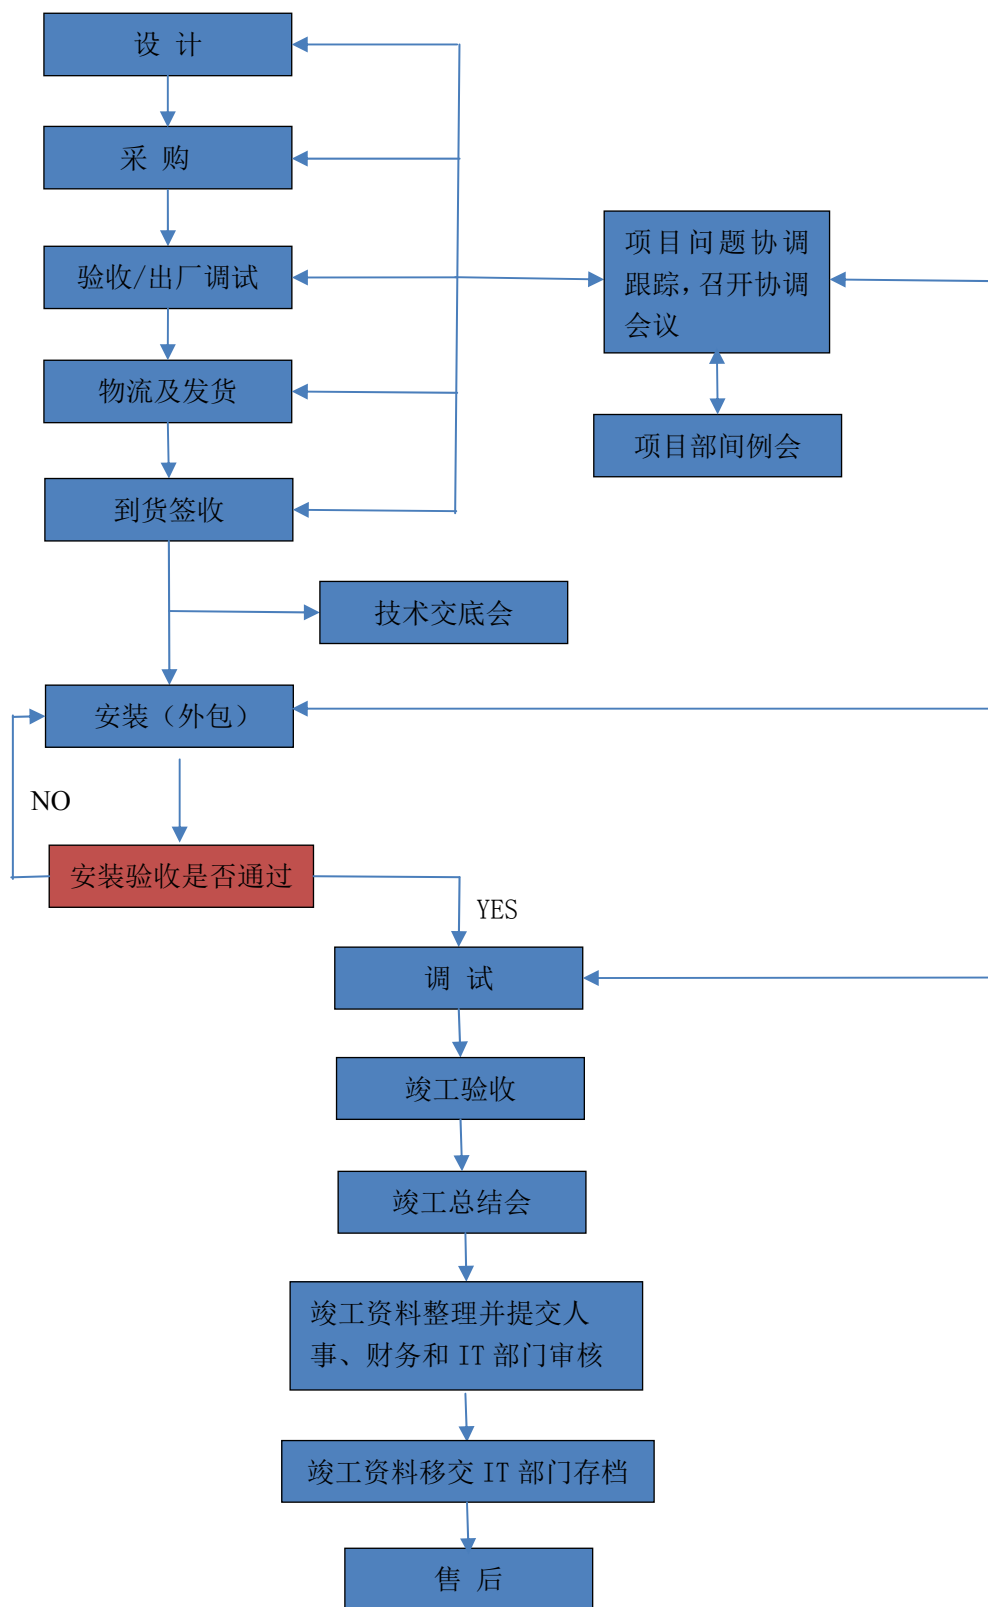 设 计
采 购
验收/出厂调试
项目问题协调
跟踪,召开协调
会议
物流及发货
项目部间例会
到货签收
技术交底会
安装（外包）
NO
安装验收是否通过
YES
调 试
竣工验收
竣工总结会
竣工资料整理并提交人
事、财务和 IT 部门审核
竣工资料移交 IT 部门存档
售 后